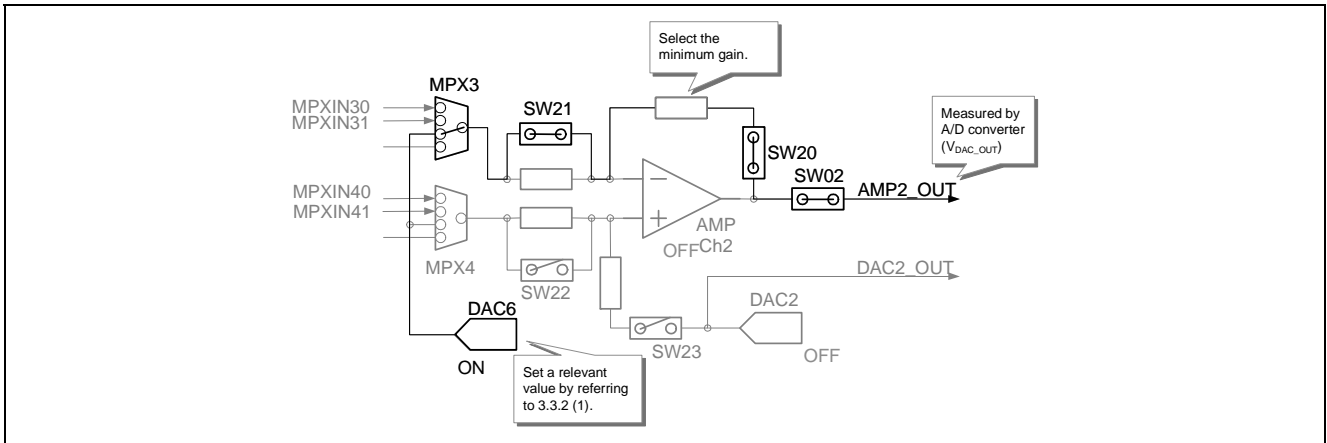 Select the
minimum gain.
MPX3
MPXIN30
MPXIN31
SW21
Measured by
A/D converter
(VDAC_OUT)
SW20
SW02
AMP2_OUT
MPXIN40
MPXIN41
AMP
OFF Ch2
MPX4
SW22
DAC2_OUT
DAC6
DAC2
SW23
OFF
ON
Set a relevant
value by referring
to 3.3.2 (1).